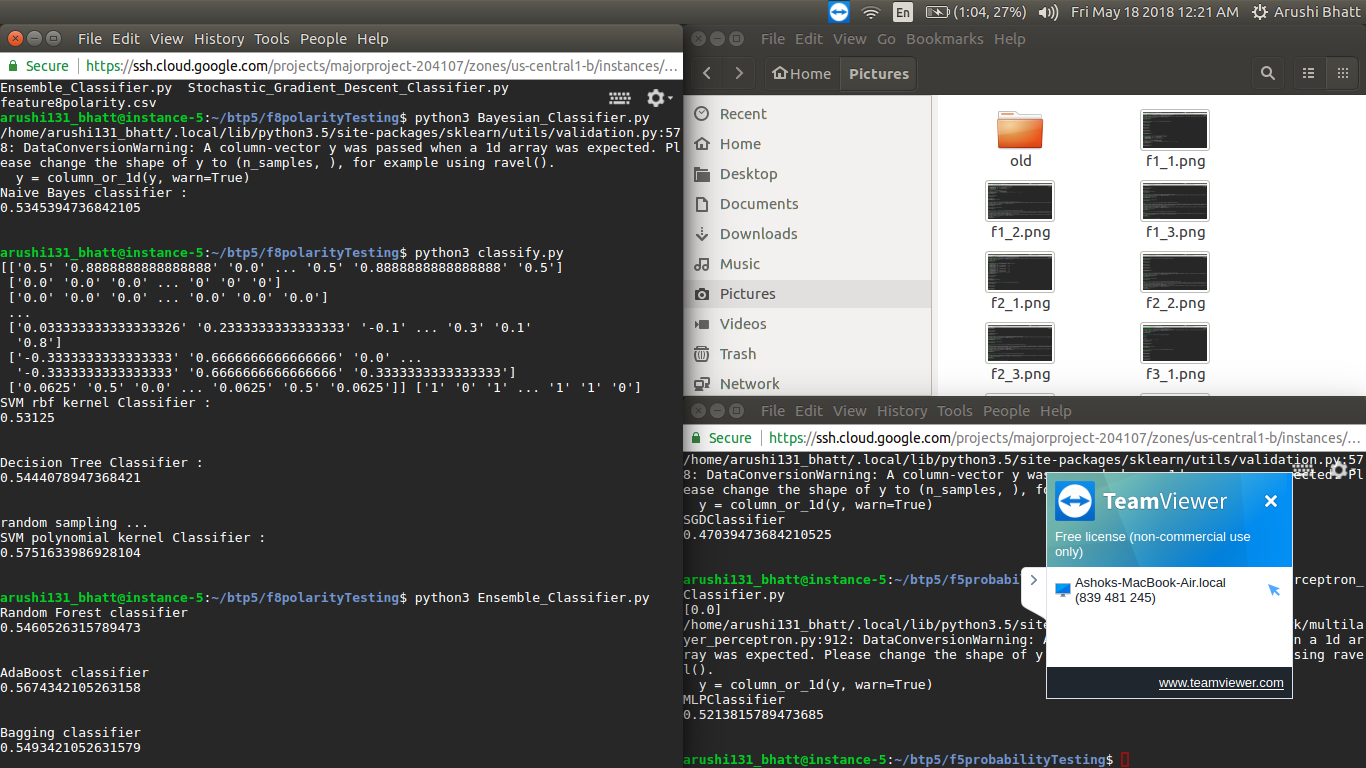 En (1:04, 27%) Fri May 18 2018 12:21 AM Arushi Bhatt
File Edit View History Tools People Help
Secure https://ssh.cloud.google.com/projects/majorproject-204107/zones/us-central1-b/instances/…
Ensemble_Classifier.py Stochastic_Gradient_Descent_Classifier.py
feature8polarity.csv
arushi131_bhatt@instance-5:~/btp5/f8polarityTesting$ python3 Bayesian_Classifier.py
/home/arushi131_bhatt/.local/lib/python3.5/site-packages/sklearn/utils/validation.py:57
8: DataConversionWarning: A column-vector y was passed when a 1d array was expected. Pl
ease change the shape of y to (n_samples, ), for example using ravel().
y = column_or_1d(y, warn=True)
Naive Bayes classifier :
0.5345394736842105
arushi131_bhatt@instance-5:~/btp5/f8polarityTesting$ python3 classify.py
[['0.5' '0.8888888888888888' '0.0' ... '0.5' '0.8888888888888888' '0.5']
['0.0' '0.0' '0.0' ... '0' '0' '0']
['0.0' '0.0' '0.0' ... '0.0' '0.0' '0.0']
...
['0.033333333333333326' '0.2333333333333333' '-0.1' ... '0.3' '0.1'
'0.8']
['-0.3333333333333333' '0.6666666666666666' '0.0' ...
'-0.3333333333333333' '0.6666666666666666' '0.3333333333333333']
['0.0625' '0.5' '0.0' ... '0.0625' '0.5' '0.0625']] ['1' '0' '1' ... '1' '1' '0']
SVM rbf kernel Classifier :
0.53125
Decision Tree Classifier :
0.5444078947368421
random sampling ...
SVM polynomial kernel Classifier :
0.5751633986928104
arushi131_bhatt@instance-5:~/btp5/f8polarityTesting$ python3 Ensemble_Classifier.py
Random Forest classifier
0.5460526315789473
AdaBoost classifier
0.5674342105263158
Bagging classifier
0.5493421052631579
File Edit View Go Bookmarks Help
Home Pictures
Recent
Home
Desktop
Documents
Downloads
Music
Pictures
Videos
Trash
Network
old
f1_1.png
f1_2.png
f1_3.png
f2_1.png
f2_2.png
f2_3.png
f3_1.png
File Edit View History Tools People Help
Secure https://ssh.cloud.google.com/projects/majorproject-204107/zones/us-central1-b/instances/…
/home/arushi131_bhatt/.local/lib/python3.5/site-packages/sklearn/utils/validation.py:57
8: DataConversionWarning: A column-vector y was
ease change the shape of y to (n_samples, ), fo
y = column_or_1d(y, warn=True)
SGDClassifier
0.47039473684210525
arushi131_bhatt@instance-5:~/btp5/f5probabi erceptron_
Classifier.py
[0.0]
/home/arushi131_bhatt/.local/lib/python3.5/site k/multila
yer_perceptron.py:912: DataConversionWarning: n a 1d ar
ray was expected. Please change the shape of y sing rave
l().
y = column_or_1d(y, warn=True)
MLPClassifier
0.5213815789473685
arushi131_bhatt@instance-5:~/btp5/f5probabilityTesting$
TeamViewer
Free license (non-commercial use
only)
Ashoks-MacBook-Air.local
(839 481 245)
www.teamviewer.com